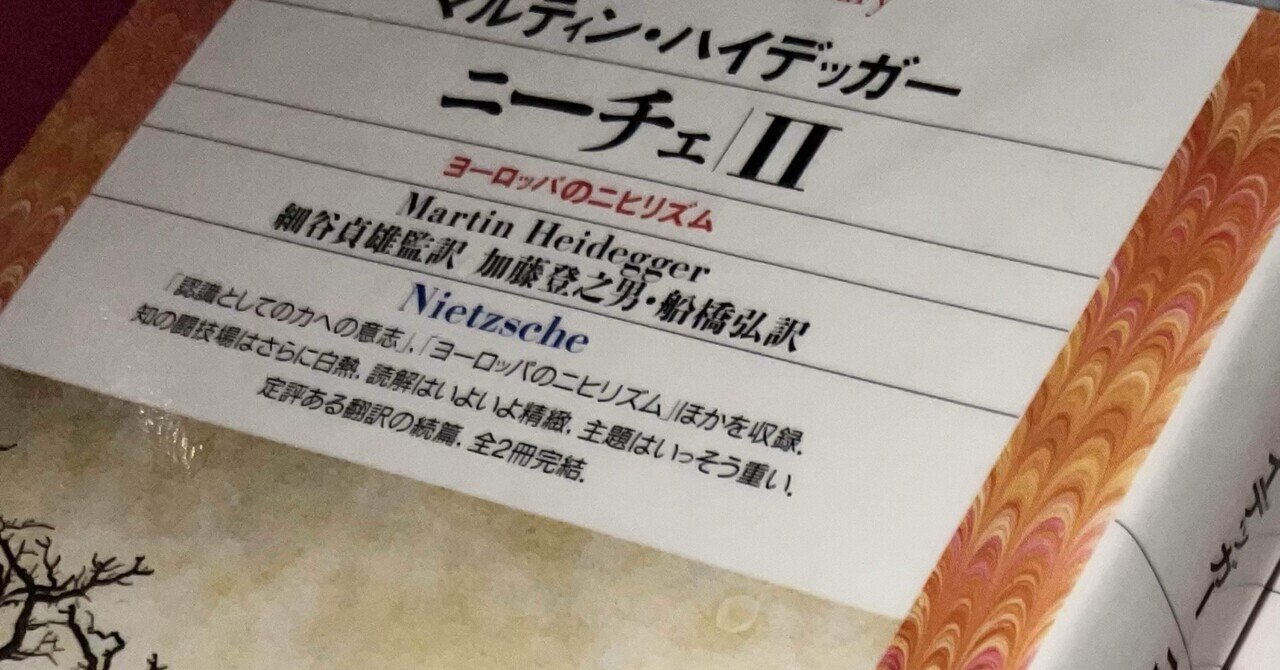 マルティン・ハイデッガー
ニーチェ/II
ヨーロッパのニヒリズム
Martin Heidegger
細谷貞雄監訳 加藤登之男・船橋弘訳
Nietzsche
「認識としての力への意志」,「ヨーロッパのニヒリズム」ほかを収録.
知の闘技場はさらに白熱.読解はいよいよ精緻.主題はいっそう重い.
定評ある翻訳の続篇.全2冊完結.
イデッガー